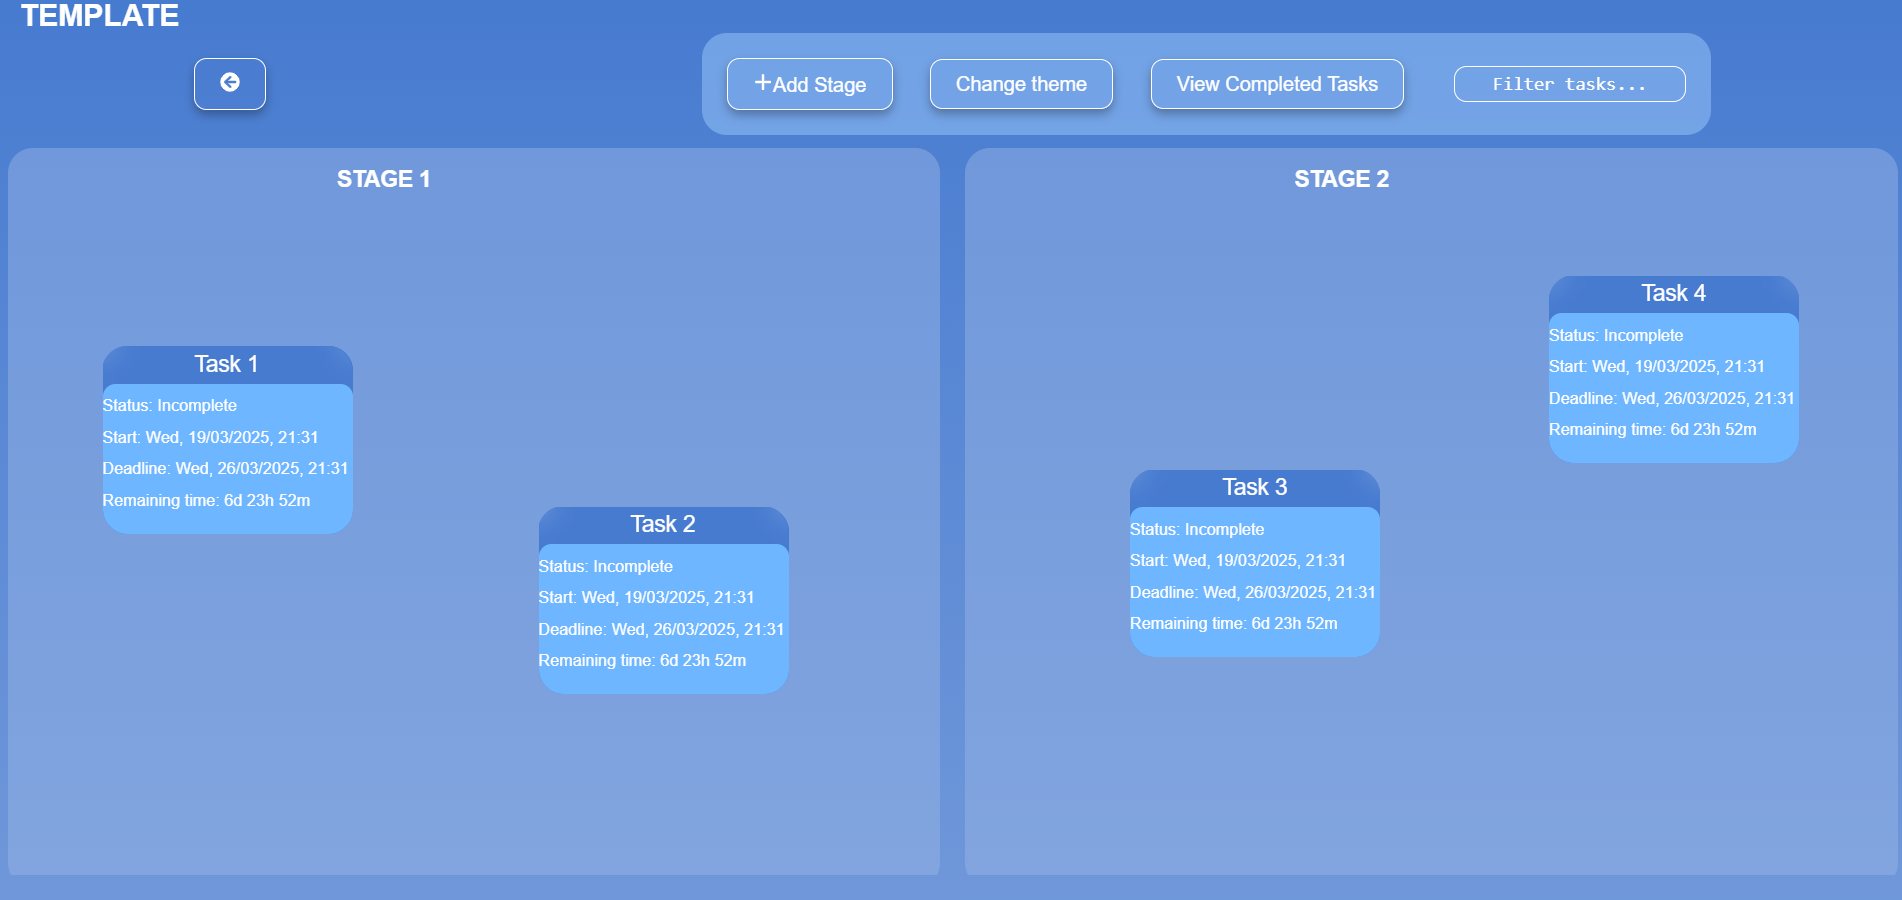 TEMPLATE
+Add Stage
Change theme
View Completed Tasks
Filter tasks...
STAGE 1
Task 1
Status: Incomplete
Start: Wed, 19/03/2025, 21:31
Deadline: Wed, 26/03/2025, 21:31
Remaining time: 6d 23h 52m
Task 2
Status: Incomplete
Start: Wed, 19/03/2025, 21:31
Deadline: Wed, 26/03/2025, 21:31
Remaining time: 6d 23h 52m
STAGE 2
Task 4
Status: Incomplete
Start: Wed, 19/03/2025, 21:31
Deadline: Wed, 26/03/2025, 21:31
Remaining time: 6d 23h 52m
Task 3
Status: Incomplete
Start: Wed, 19/03/2025, 21:31
Deadline: Wed, 26/03/2025, 21:31
Remaining time: 6d 23h 52m